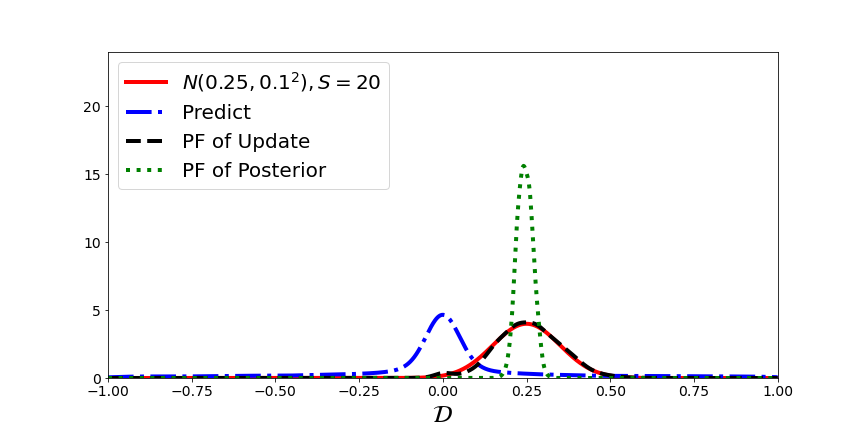 N(0.25, 0.1²), S = 20
Predict
PF of Update
PF of Posterior
20
15
10
5
0
−1.00 −0.75 −0.50 −0.25 0.00 0.25 0.50 0.75 1.00
𝒟